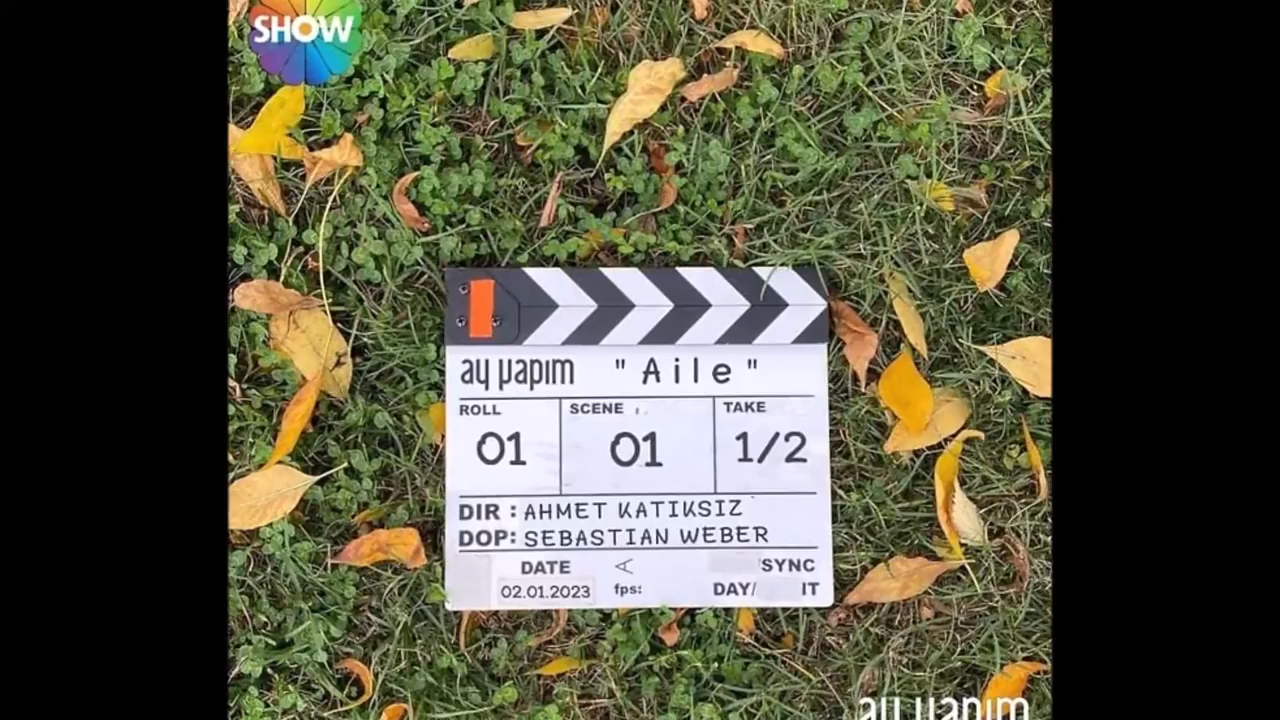 SHOW
ay yapım "Aile"
ROLL SCENE TAKE
01 01 1/2
DIR : AHMET KATIKSIZ
DOP: SEBASTIAN WEBER
DATE A SYNC
02.01.2023 fps: DAY/ IT
ay yapım